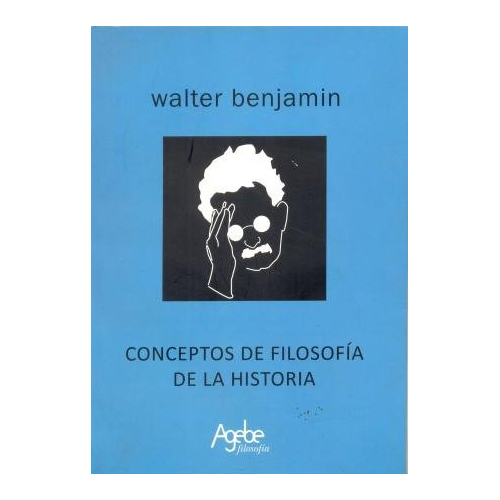 walter benjamin
CONCEPTOS DE FILOSOFÍA
DE LA HISTORIA
Agebe
filosofía